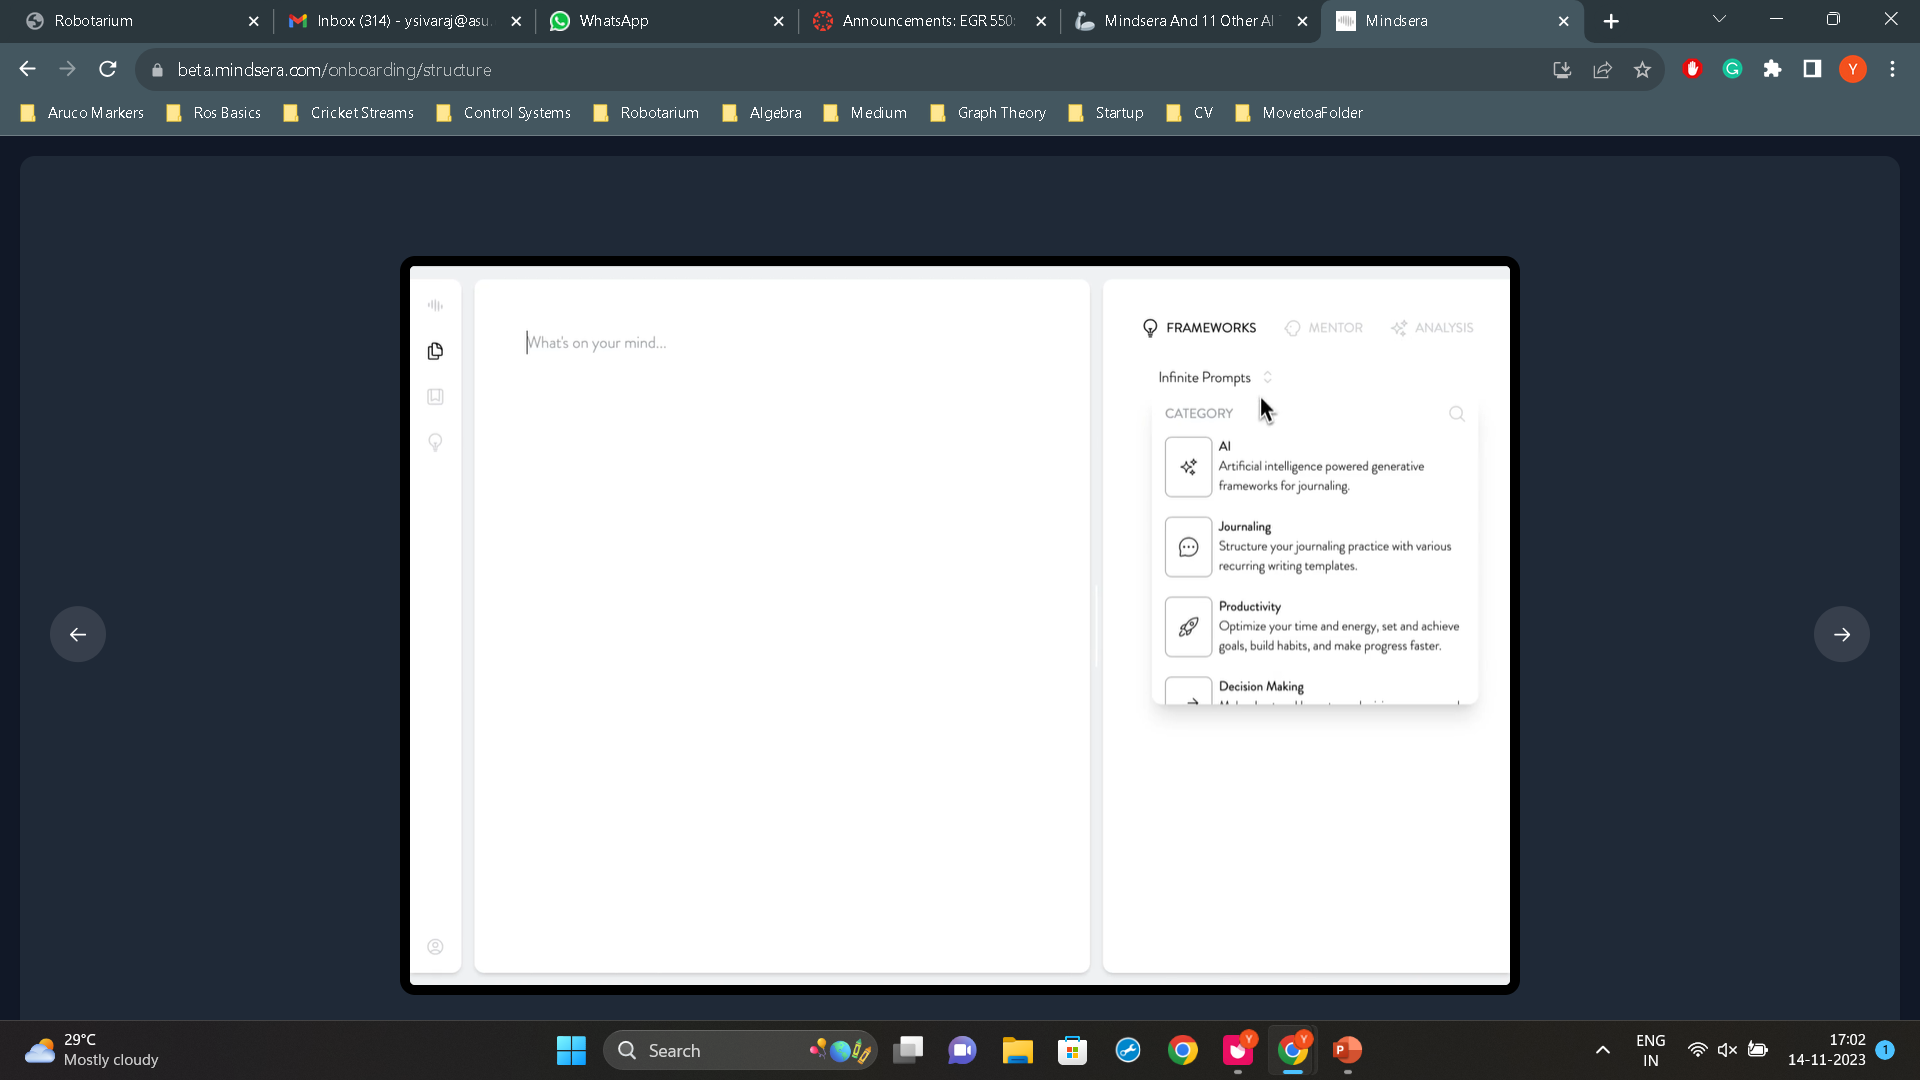 Robotarium
Inbox (314) - ysivaraj@asu.
WhatsApp
Announcements: EGR 550:
Mindsera And 11 Other AI
Mindsera
beta.mindsera.com/onboarding/structure
Y
Aruco Markers
Ros Basics
Cricket Streams
Control Systems
Robotarium
Algebra
Medium
Graph Theory
Startup
CV
MovetoaFolder
What's on your mind...
FRAMEWORKS
MENTOR
ANALYSIS
Infinite Prompts
CATEGORY
AI
Artificial intelligence powered generative
frameworks for journaling.
Journaling
Structure your journaling practice with various
recurring writing templates.
Productivity
Optimize your time and energy, set and achieve
goals, build habits, and make progress faster.
Decision Making
29°C
Mostly cloudy
Search
ENG
IN
17:02
14-11-2023
1